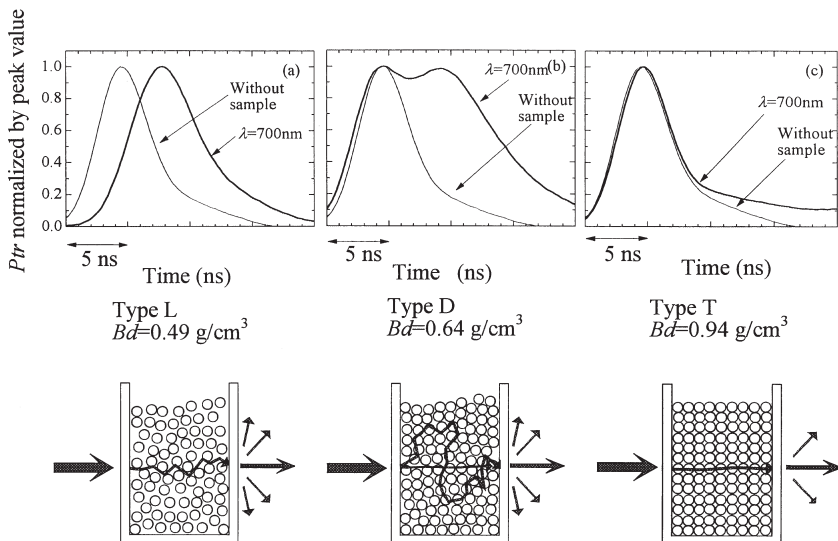 Ptr normalized by peak value
1.0
0.8
0.6
0.4
0.2
0.0
(a)
Without
sample
λ=700nm
5 ns
Time (ns)
Type L
Bd=0.49 g/cm³
(b)
λ=700nm
Without
sample
5 ns
Time (ns)
Type D
Bd=0.64 g/cm³
(c)
λ=700nm
Without
sample
5 ns
Time (ns)
Type T
Bd=0.94 g/cm³